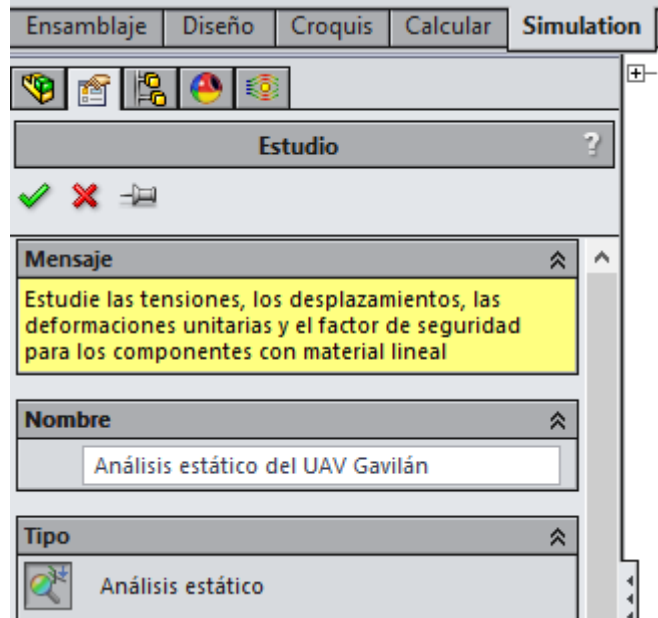 Ensamblaje Diseño Croquis Calcular Simulation
Estudio ?
Mensaje
Estudie las tensiones, los desplazamientos, las
deformaciones unitarias y el factor de seguridad
para los componentes con material lineal
Nombre
Análisis estático del UAV Gavilán
Tipo
Análisis estático